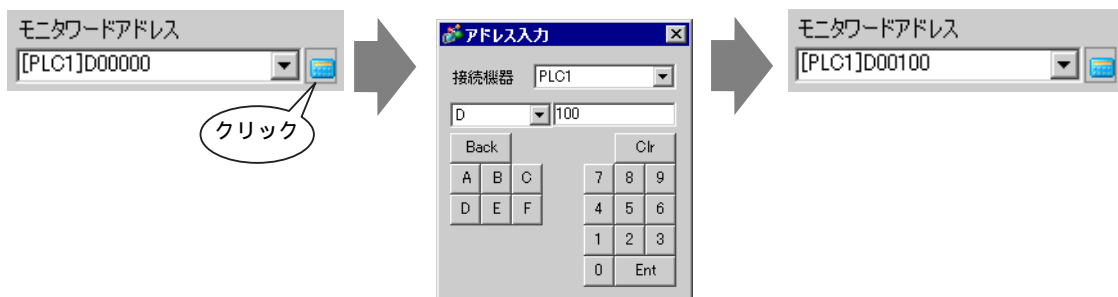 モニタワードアドレス
[PLC1]D00000
クリック
アドレス入力
接続機器 PLC1
D 100
Back Clr
A B C 7 8 9
D E F 4 5 6
1 2 3
0 Ent
モニタワードアドレス
[PLC1]D00100